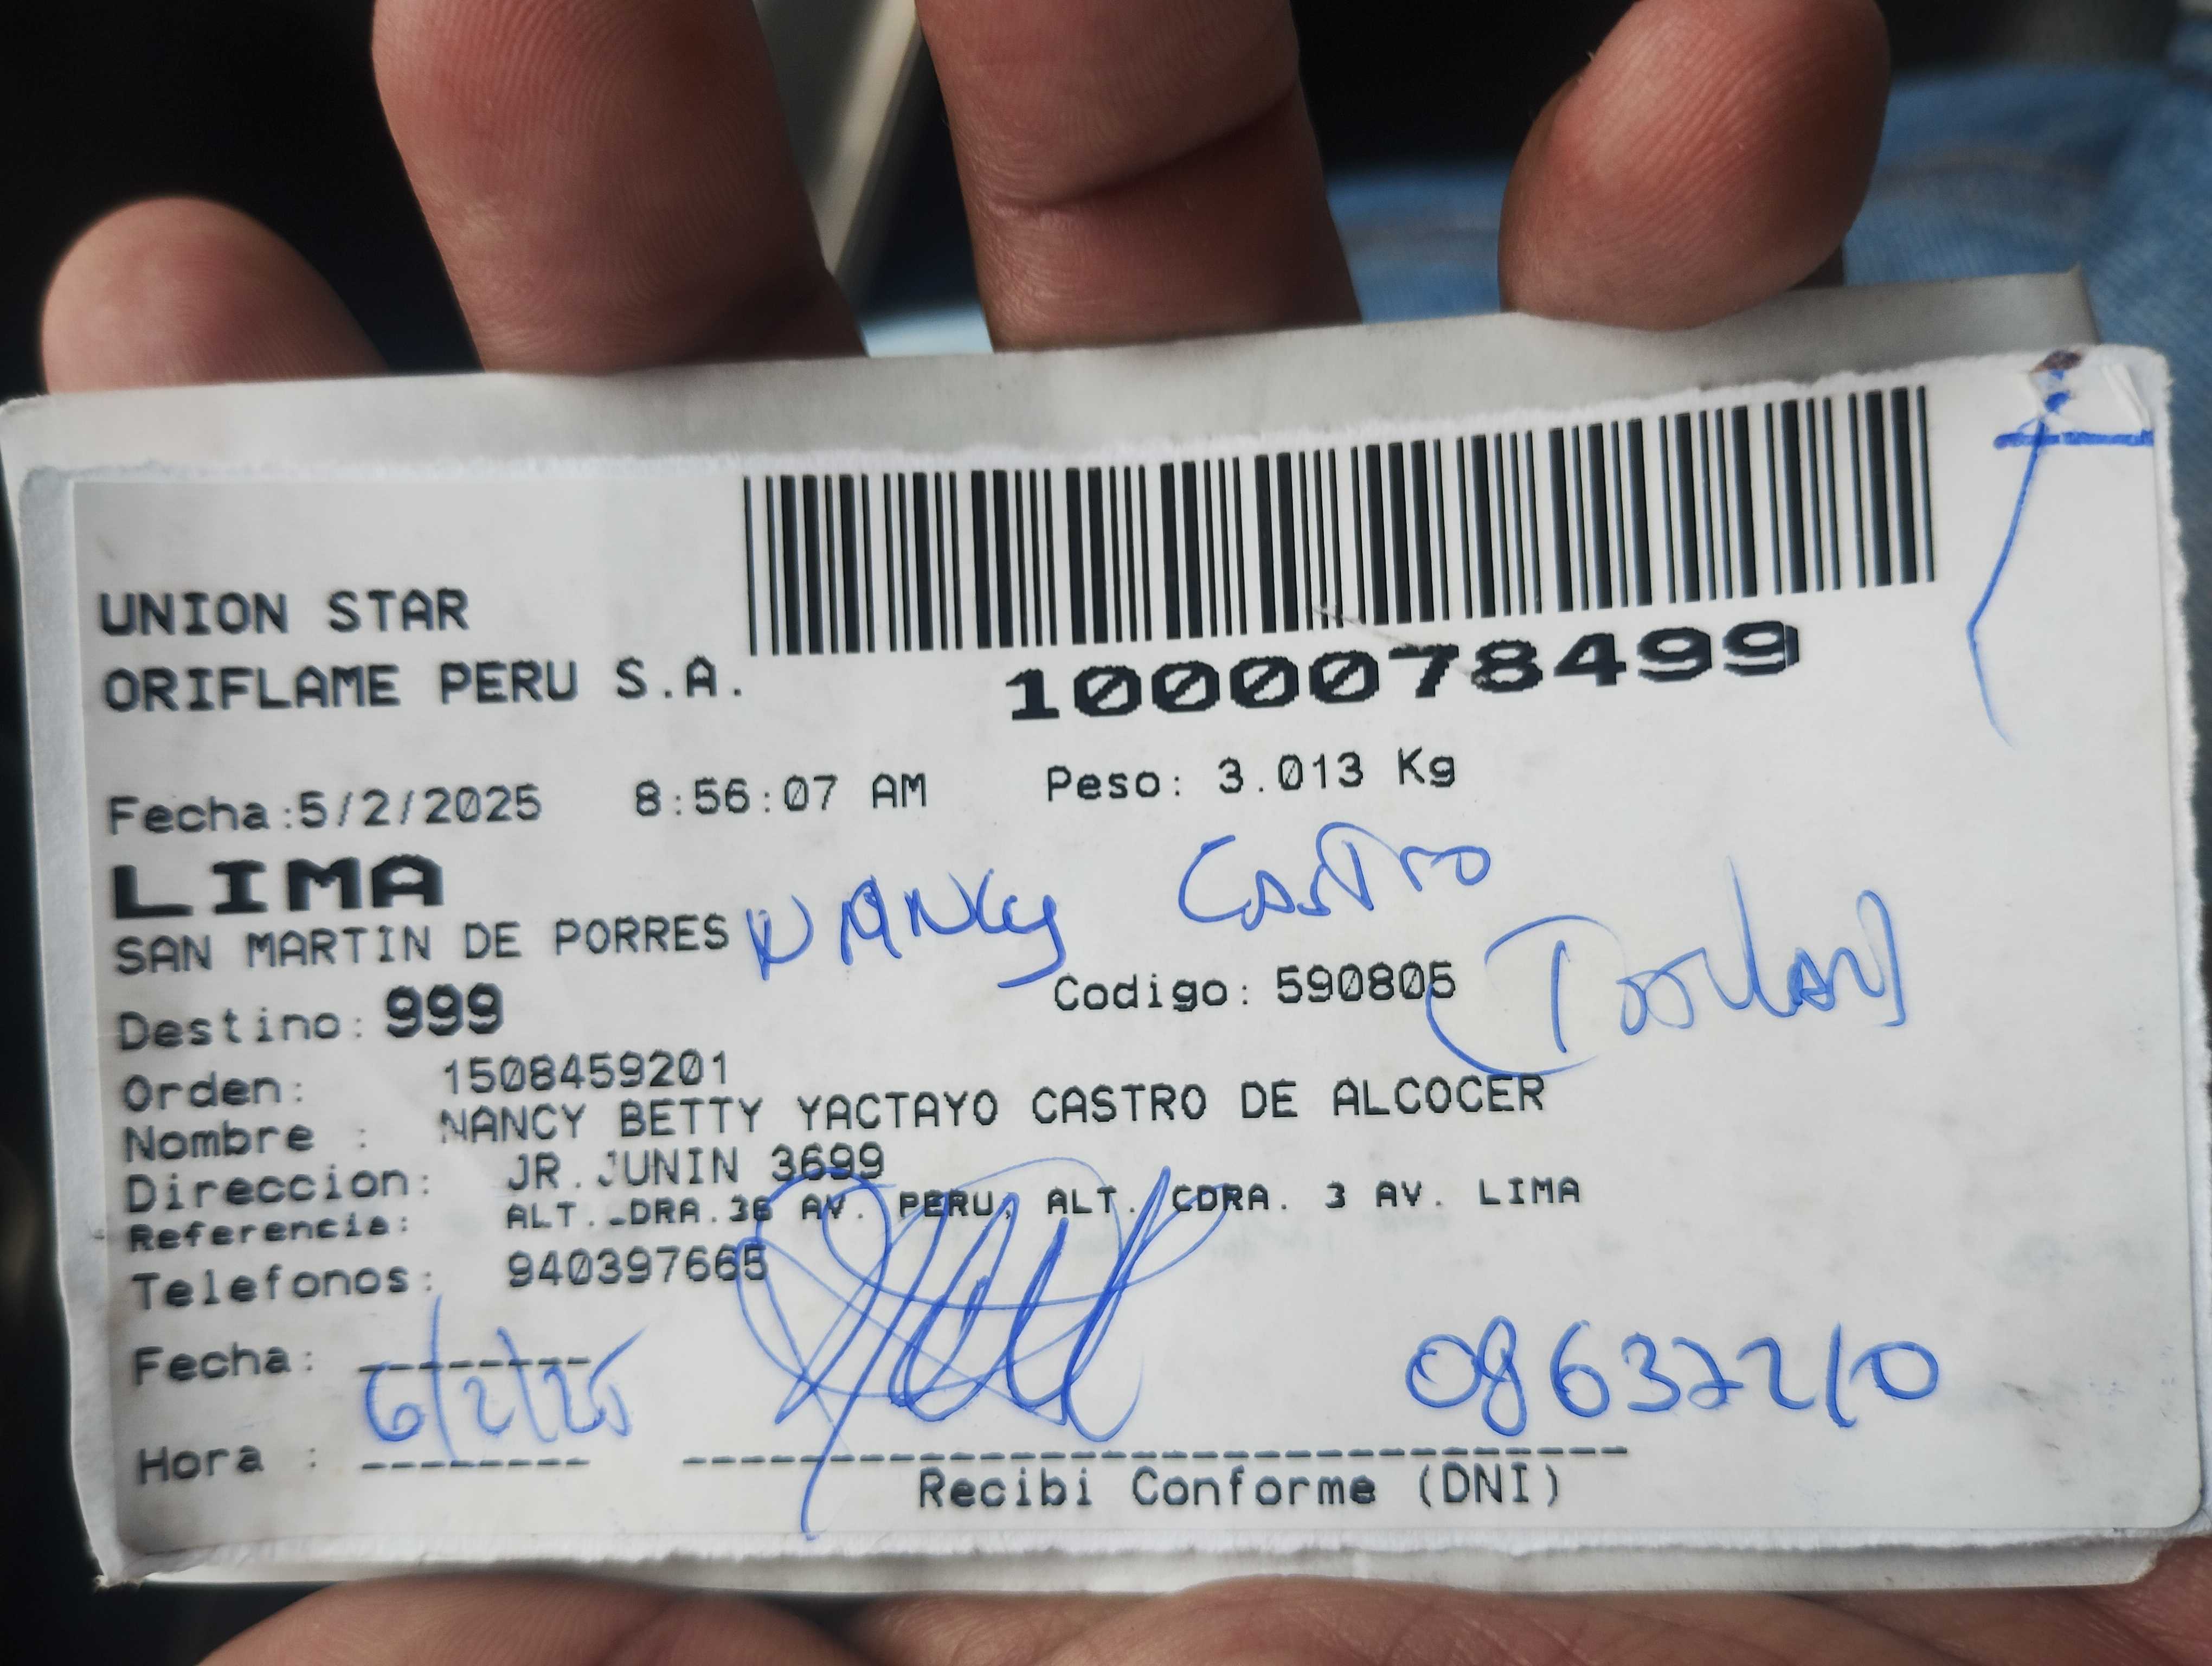 UNION STAR
ORIFLAME PERU S.A.
1000078499
Fecha:5/2/2025 8:56:07 AM Peso: 3.013 Kg
LIMA
SAN MARTIN DE PORRES NANCY CASTRO
Destino: 999 Codigo: 590805
Orden: 1508459201
Nombre : NANCY BETTY YACTAYO CASTRO DE ALCOCER
Direccion: JR.JUNIN 3699
Referencia: ALT. DRA.36 AV. PERU, ALT. CDRA. 3 AV. LIMA
Telefonos: 940397665
Fecha: 6/2/25
08632210
Hora :
Recibi Conforme (DNI)